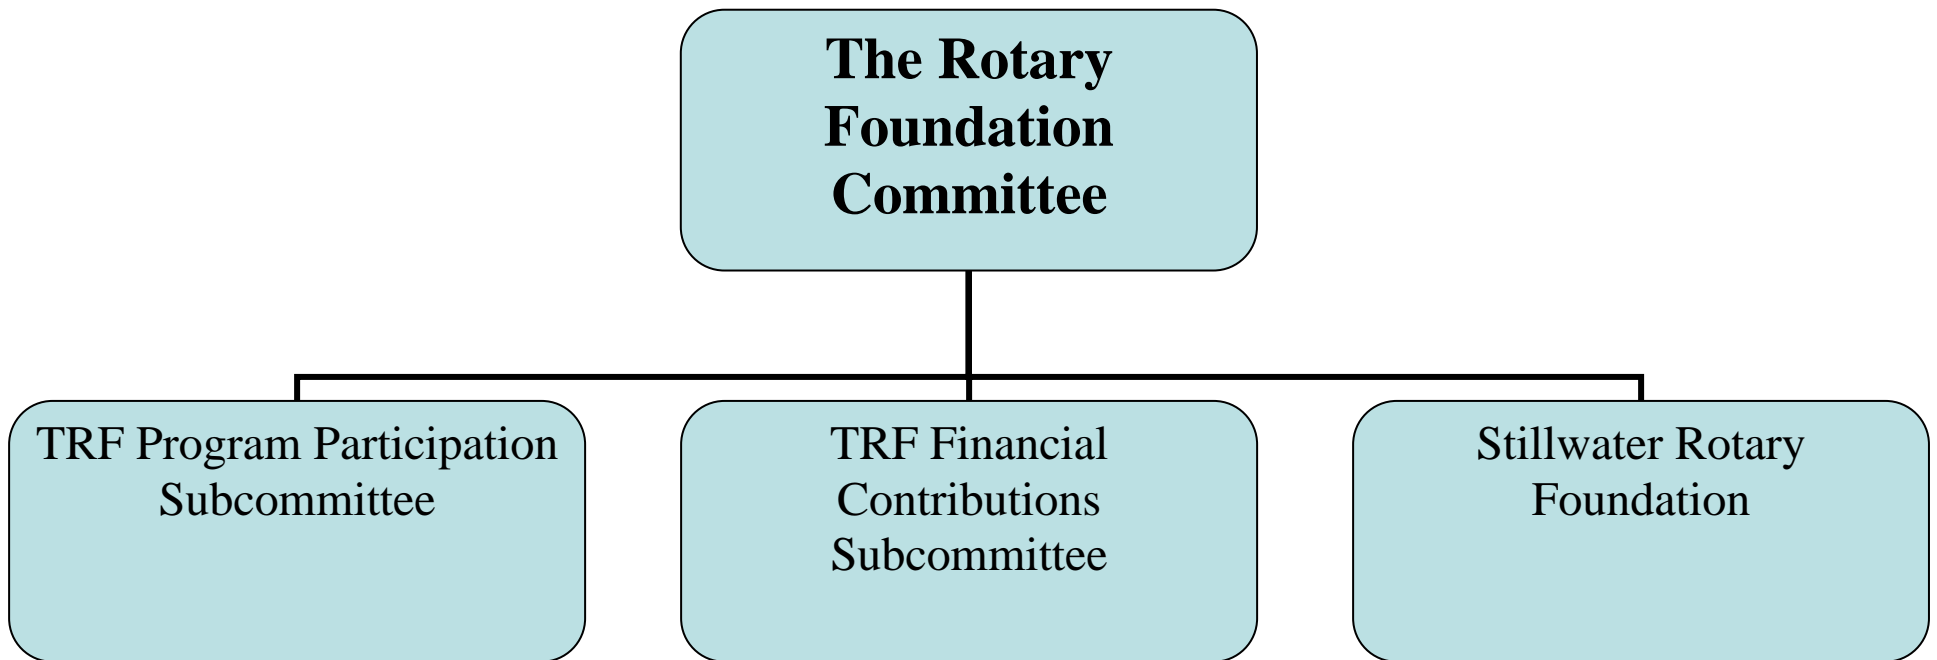 The Rotary
Foundation
Committee
TRF Program Participation
Subcommittee
TRF Financial
Contributions
Subcommittee
Stillwater Rotary
Foundation